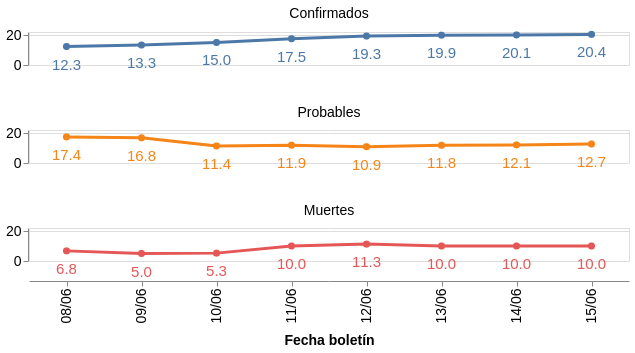 Confirmados
20
0
12.3 13.3 15.0 17.5 19.3 19.9 20.1 20.4
Probables
20
0
17.4 16.8 11.4 11.9 10.9 11.8 12.1 12.7
Muertes
20
0
6.8 5.0 5.3 10.0 11.3 10.0 10.0 10.0
08/06 09/06 10/06 11/06 12/06 13/06 14/06 15/06
Fecha boletín